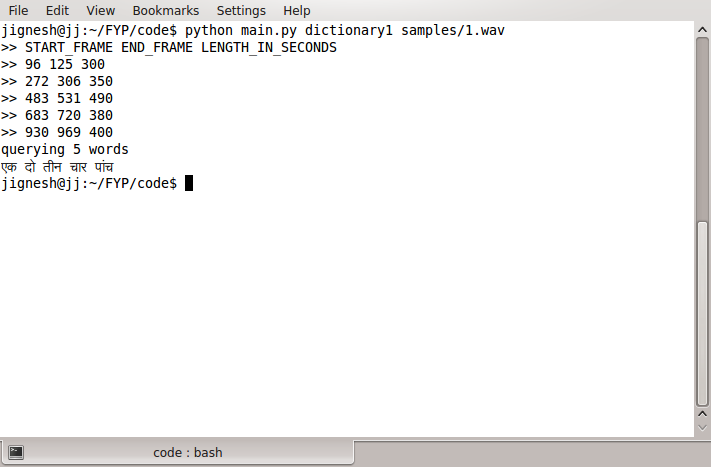 File Edit View Bookmarks Settings Help
jignesh@jj:~/FYP/code$ python main.py dictionary1 samples/1.wav
>> START_FRAME END_FRAME LENGTH_IN_SECONDS
>> 96 125 300
>> 272 306 350
>> 483 531 490
>> 683 720 380
>> 930 969 400
querying 5 words
एक दो तीन चार पांच
jignesh@jj:~/FYP/code$
code : bash